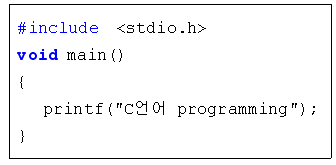 #include <stdio.h>
void main()
{
printf("C언어 programming");
}